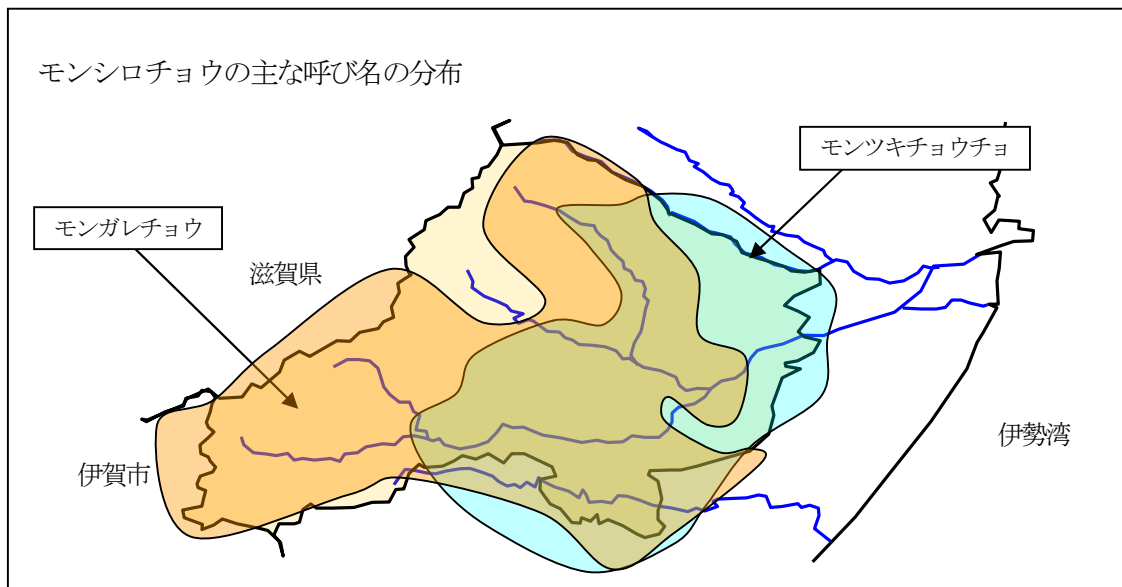 モンシロチョウの主な呼び名の分布
モンツキチョウチョ
モンガレチョウ
滋賀県
伊勢湾
伊賀市